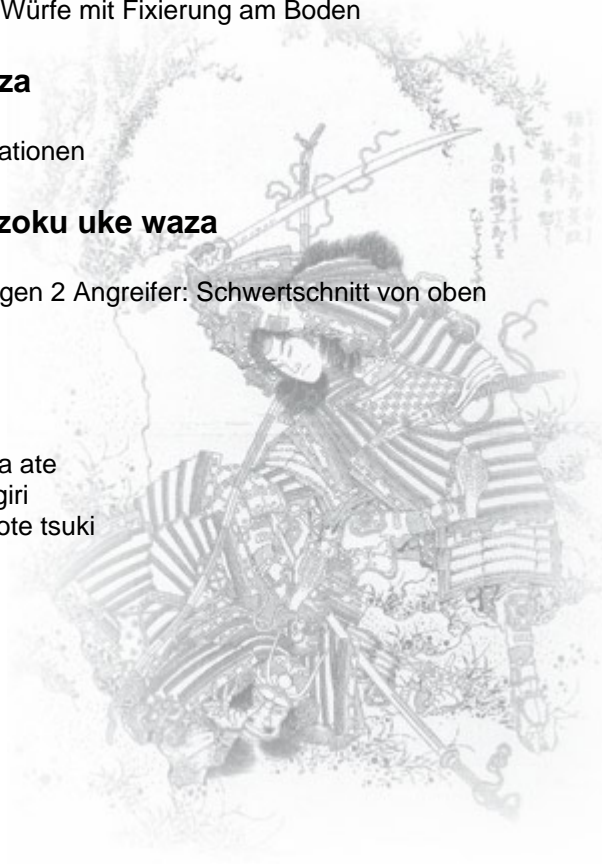 Würfe mit Fixierung am Boden
za
ationen
zoku uke waza
gen 2 Angreifer: Schwertschnitt von oben
a ate
giri
ote tsuki